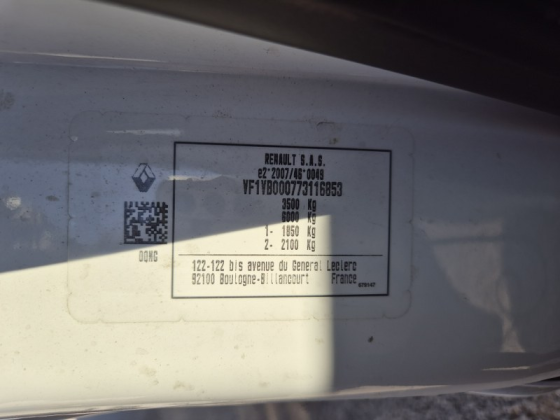 RENAULT S.A.S.
e2*2007/46*0049
VF1VB000773116853
3500 Kg
6000 Kg
1- 1850 Kg
2- 2100 Kg
DQMG
122-122 bis avenue du General Leclerc
92100 Boulogne-Billancourt France